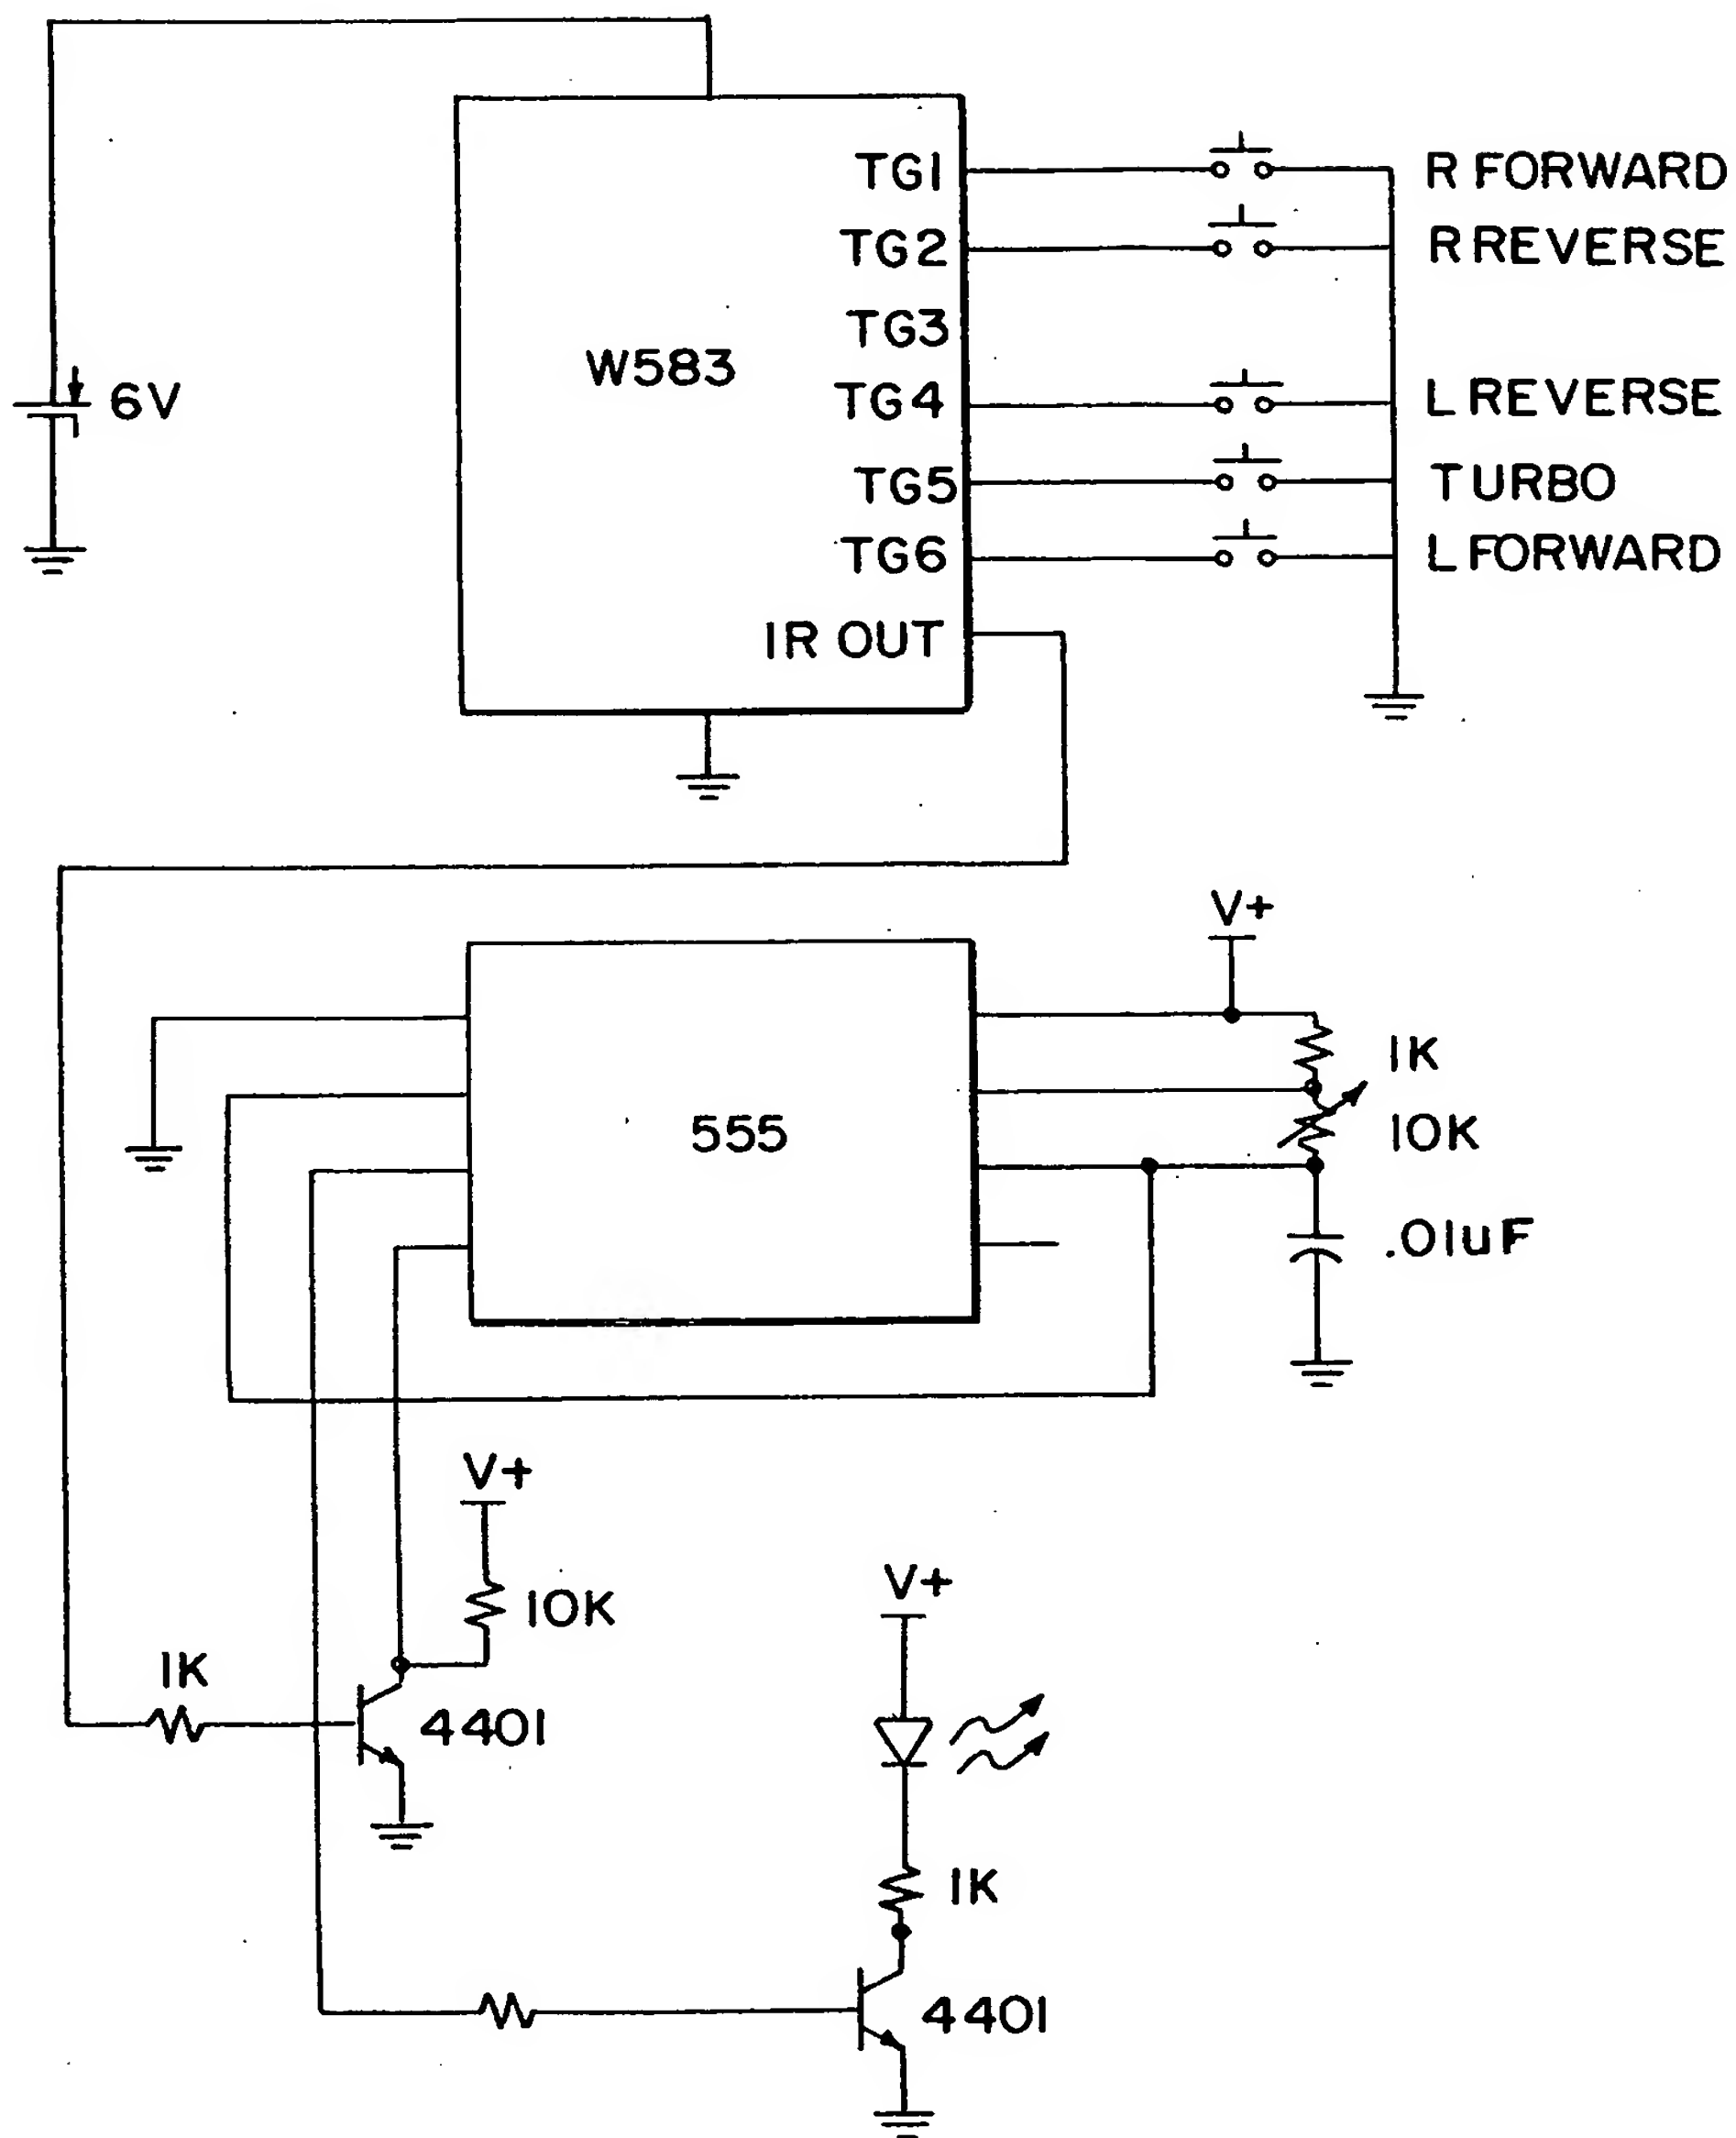 6V
W583
TG1
TG2
TG3
TG4
TG5
TG6
IR OUT
R FORWARD
R REVERSE
L REVERSE
TURBO
L FORWARD
V+
555
1K
10K
.01uF
V+
10K
1K
4401
V+
1K
4401